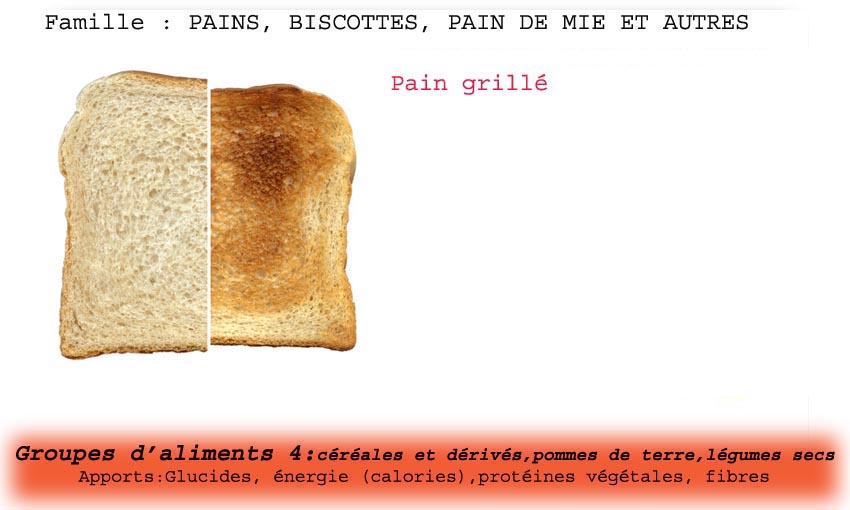 Famille : PAINS, BISCOTTES, PAIN DE MIE ET AUTRES
Pain grillé
Groupes d’aliments 4:céréales et dérivés,pommes de terre,légumes secs
Apports:Glucides, énergie (calories),protéines végétales, fibres